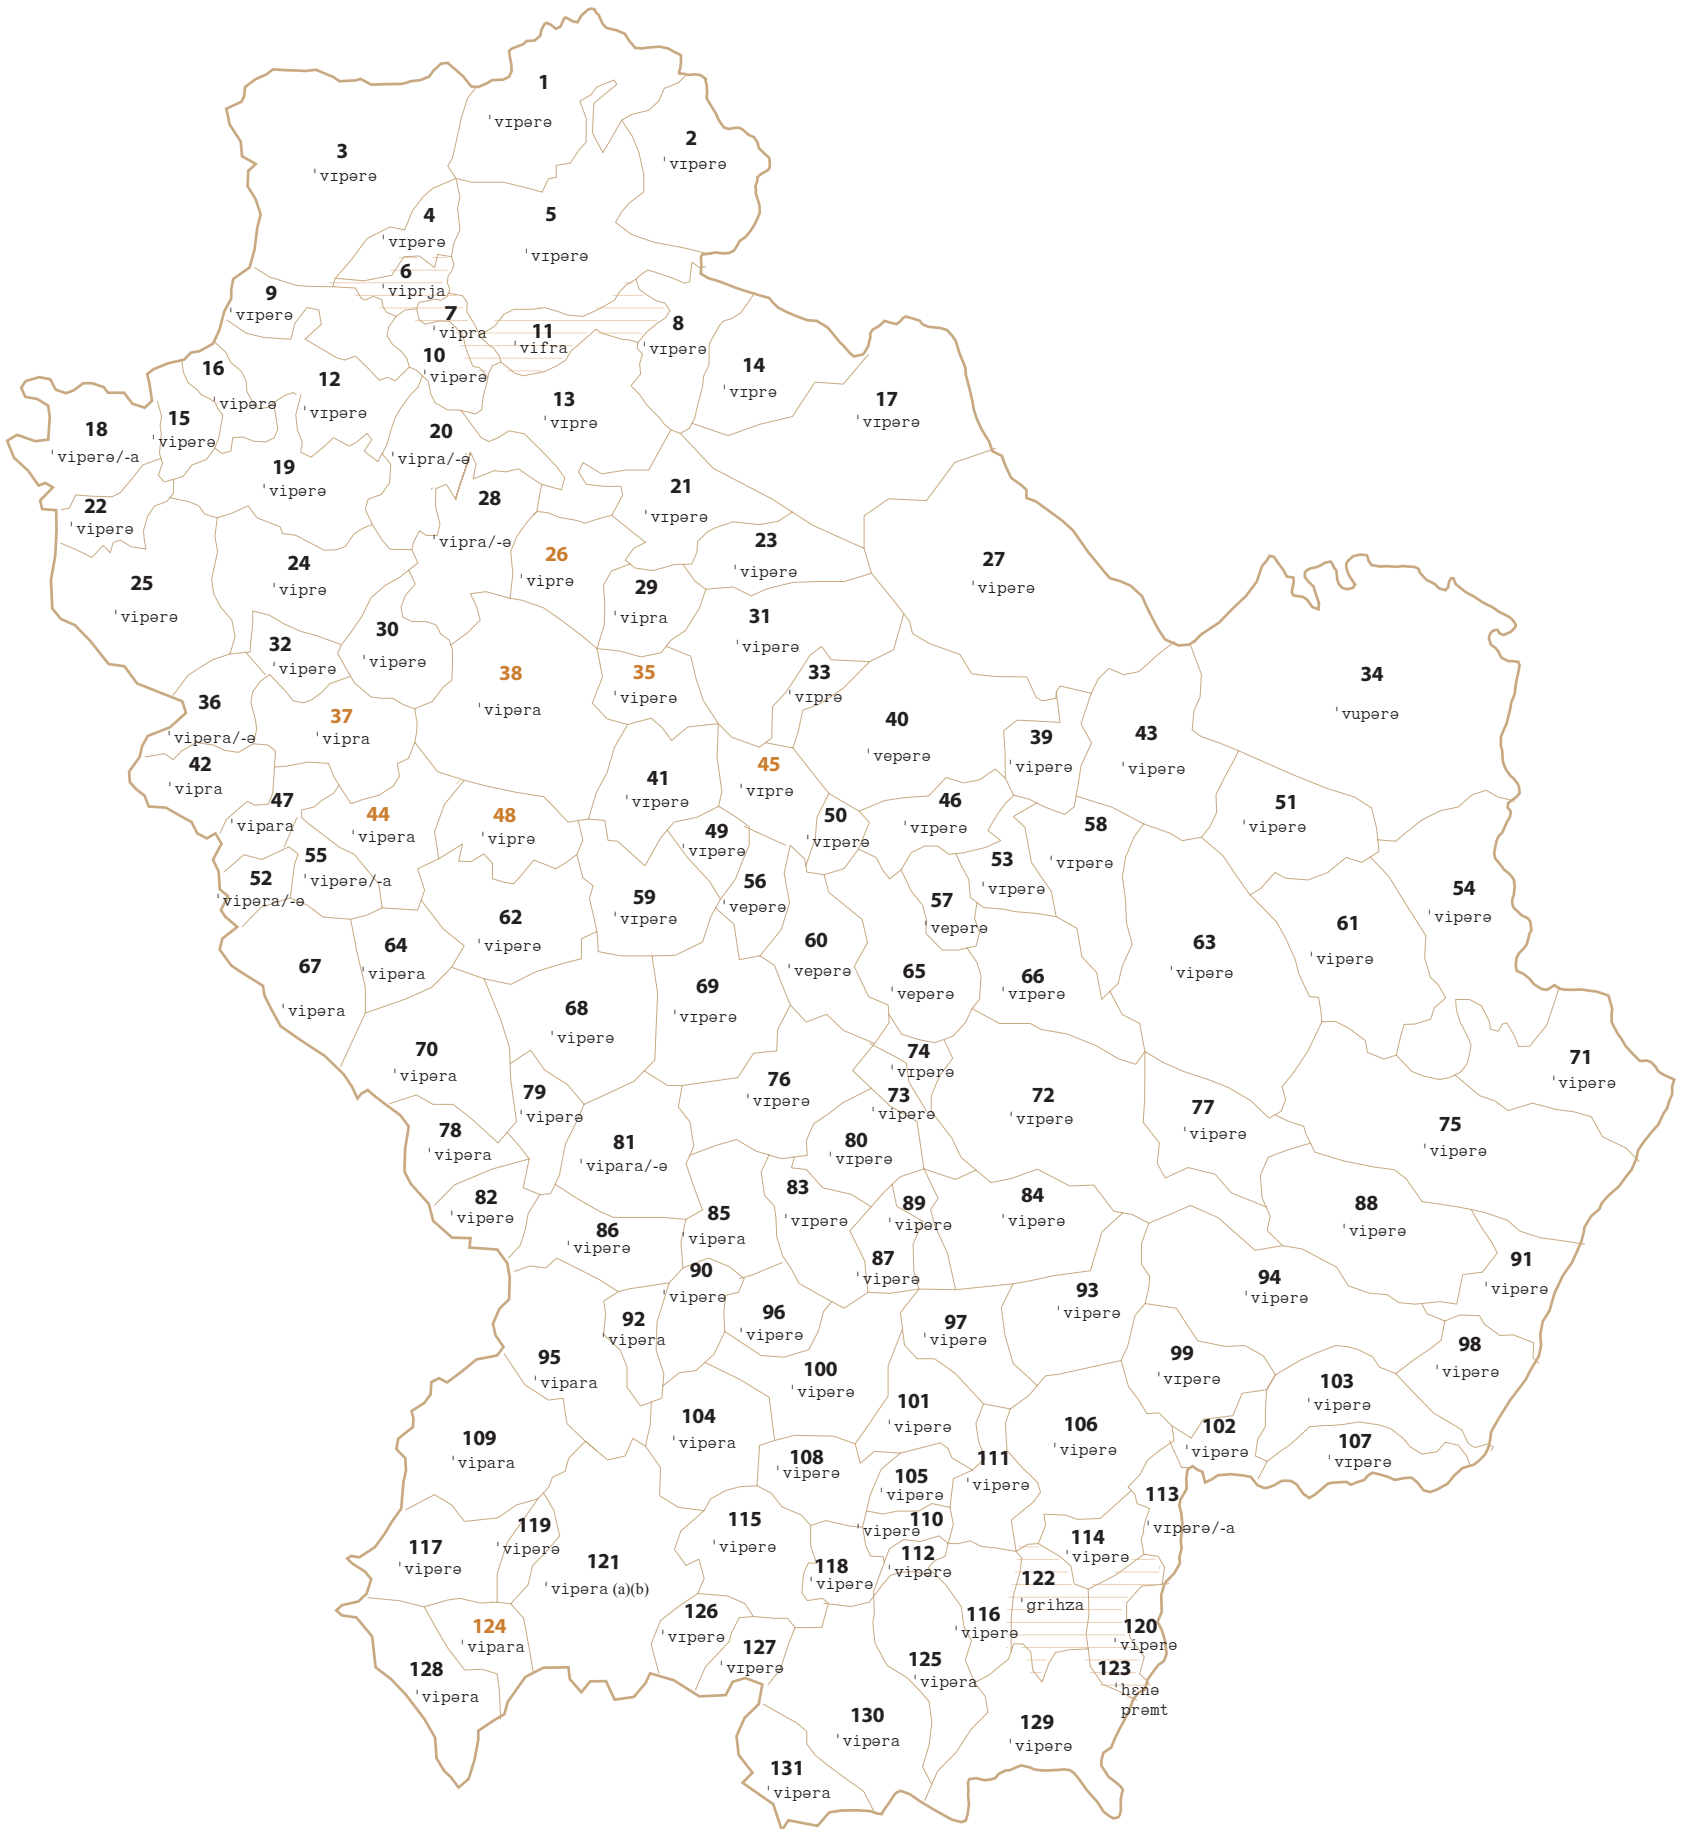 1
ˈvɪpərə
2
ˈvɪpərə
3
ˈvɪpərə
4
ˈvɪpərə
5
ˈvɪpərə
6
ˈviprja
7
ˈvipra
8
ˈvɪpərə
9
ˈvɪpərə
10
ˈvipərə
11
ˈvifra
12
ˈvɪpərə
13
ˈvɪprə
14
ˈvɪprə
15
ˈvipərə
16
ˈvipərə
17
ˈvɪpərə
18
ˈvipərə/-a
19
ˈvipərə
20
ˈvipra/-ə
21
ˈvɪpərə
22
ˈvipərə
23
ˈvipərə
24
ˈviprə
25
ˈvipərə
26
ˈviprə
27
ˈvipərə
28
ˈvipra/-ə
29
ˈvipra
30
ˈvipərə
31
ˈvipərə
32
ˈvipərə
33
ˈvɪprə
34
ˈvupərə
35
ˈvipərə
36
ˈvipəra/-ə
37
ˈvipra
38
ˈvipəra
39
ˈvipərə
40
ˈvepərə
41
ˈvɪpərə
42
ˈvipra
43
ˈvipərə
44
ˈvipəra
45
ˈvɪprə
46
ˈvɪpərə
47
ˈvipara
48
ˈviprə
49
ˈvɪpərə
50
ˈvɪpərə
51
ˈvipərə
52
ˈvipəra/-ə
53
ˈvɪpərə
54
ˈvipərə
55
ˈvipərə/-a
56
ˈvepərə
57
ˈvepərə
58
ˈvɪpərə
59
ˈvɪpərə
60
ˈvepərə
61
ˈvipərə
62
ˈvipərə
63
ˈvipərə
64
ˈvipəra
65
ˈvepərə
66
ˈvɪpərə
67
ˈvipəra
68
ˈvipərə
69
ˈvɪpərə
70
ˈvipəra
71
ˈvipərə
72
ˈvɪpərə
73
ˈvipərə
74
ˈvɪpərə
75
ˈvipərə
76
ˈvɪpərə
77
ˈvipərə
78
ˈvipəra
79
ˈvipərə
80
ˈvɪpərə
81
ˈvipara/-ə
82
ˈvipərə
83
ˈvɪpərə
84
ˈvipərə
85
ˈvipəra
86
ˈvipərə
87
ˈvipərə
88
ˈvipərə
89
ˈvipərə
90
ˈvipərə
91
ˈvipərə
92
ˈvipəra
93
ˈvipərə
94
ˈvipərə
95
ˈvipara
96
ˈvipərə
97
ˈvipərə
98
ˈvipərə
99
ˈvɪpərə
100
ˈvipərə
101
ˈvipərə
102
ˈvipərə
103
ˈvipərə
104
ˈvipəra
105
ˈvipərə
106
ˈvipərə
107
ˈvɪpərə
108
ˈvipərə
109
ˈvipara
110
ˈvipərə
111
ˈvipərə
112
ˈvipərə
113
ˈvɪpərə/-a
114
ˈvipərə
115
ˈvipərə
116
ˈvipərə
117
ˈvipərə
118
ˈvipərə
119
ˈvipərə
120
ˈvipərə
121
ˈvipəra (a)(b)
122
ˈgrihza
123
ˈhɛnə
prəmt
124
ˈvipara
125
ˈvipəra
126
ˈvɪpərə
127
ˈvɪpərə
128
ˈvipəra
129
ˈvipərə
130
ˈvipəra
131
ˈvipəra